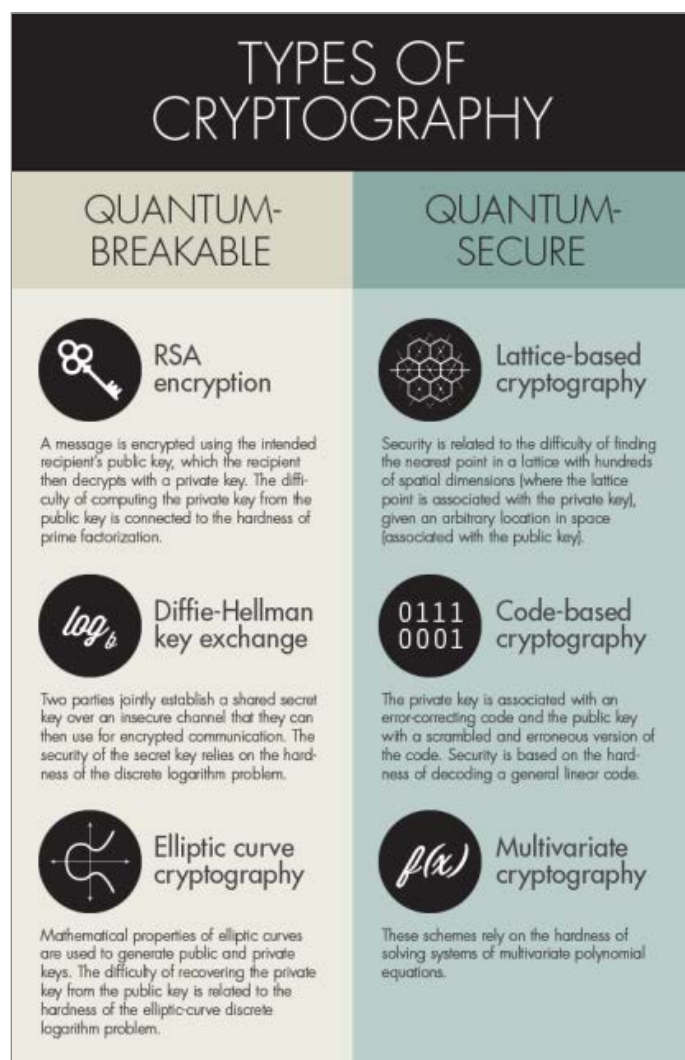 TYPES OF
CRYPTOGRAPHY
QUANTUM-
BREAKABLE
RSA
encryption
A message is encrypted using the intended
recipient's public key, which the recipient
then decrypts with a private key. The diffi-
culty of computing the private key from the
public key is connected to the hardness of
prime factorization.
log b
Diffie-Hellman
key exchange
Two parties jointly establish a shared secret
key over an insecure channel that they can
then use for encrypted communication. The
security of the secret key relies on the hard-
ness of the discrete logarithm problem.
Elliptic curve
cryptography
Mathematical properties of elliptic curves
are used to generate public and private
keys. The difficulty of recovering the private
key from the public key is related to the
hardness of the elliptic-curve discrete
logarithm problem.
QUANTUM-
SECURE
Lattice-based
cryptography
Security is related to the difficulty of finding
the nearest point in a lattice with hundreds
of spatial dimensions (where the lattice
point is associated with the private key),
given an arbitrary location in space
(associated with the public key).
0111
0001
Code-based
cryptography
The private key is associated with an
error-correcting code and the public key
with a scrambled and erroneous version of
the code. Security is based on the hard-
ness of decoding a general linear code.
f(x)
Multivariate
cryptography
These schemes rely on the hardness of
solving systems of multivariate polynomial
equations.